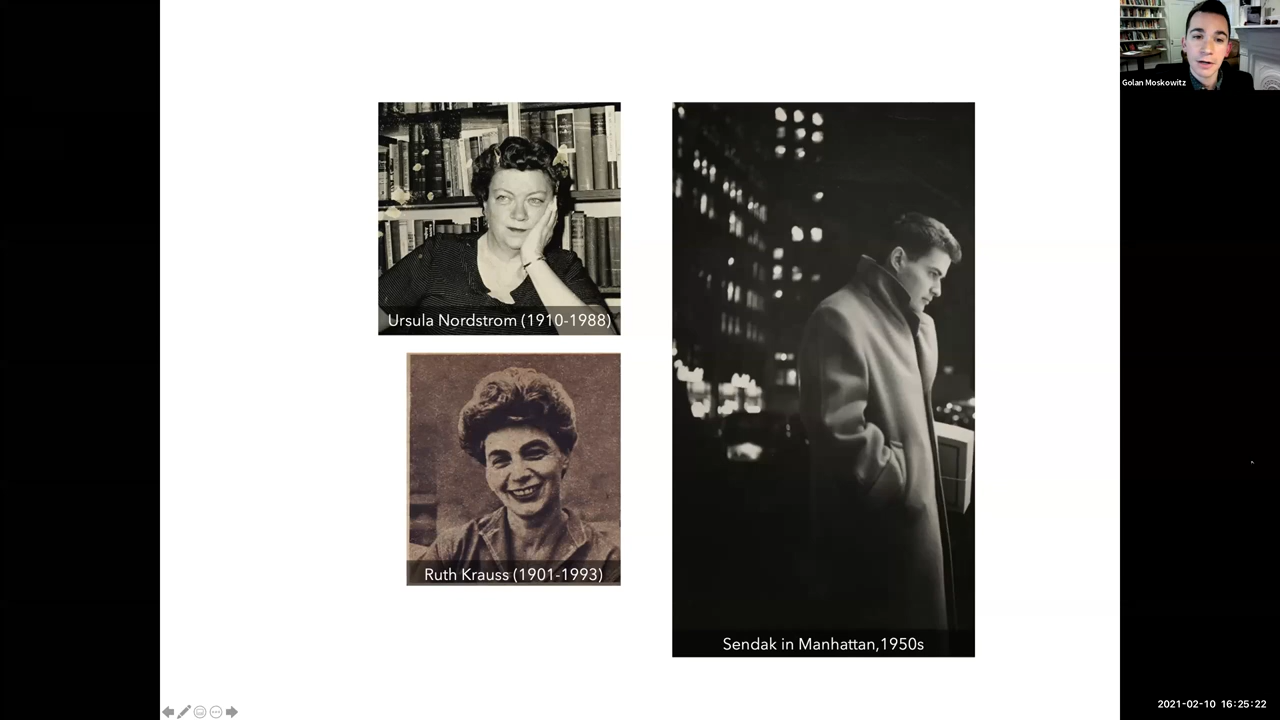 Golan Moskowitz
Ursula Nordstrom (1910-1988)
Ruth Krauss (1901-1993)
Sendak in Manhattan,1950s
2021-02-10 16:25:22